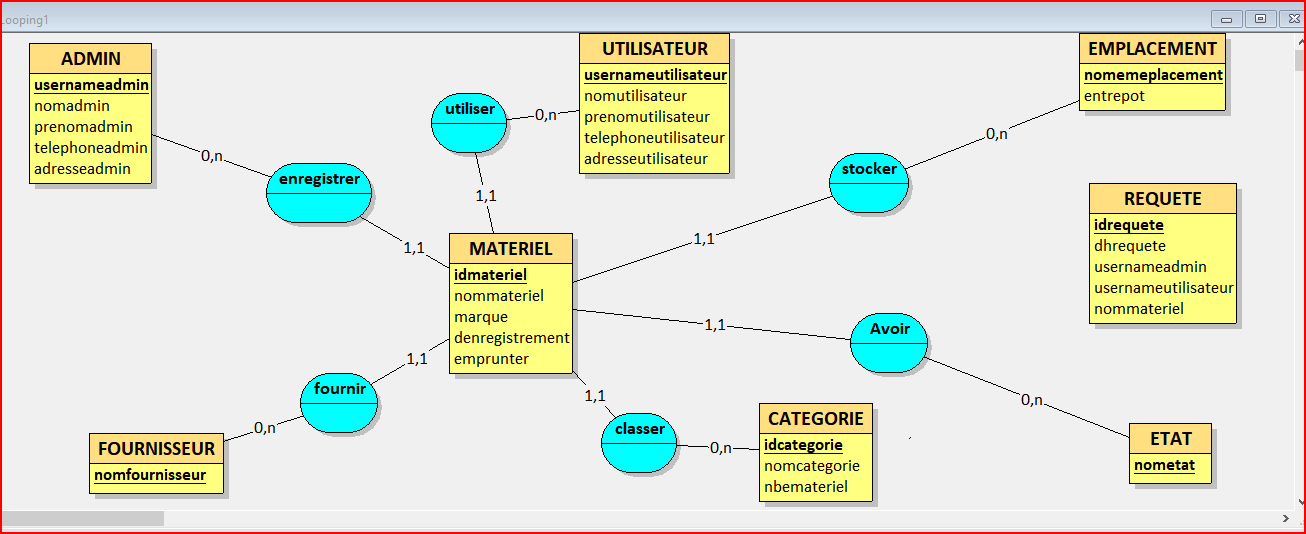 Looping1
ADMIN
usernameadmin
nomadmin
prenomadmin
telephoneadmin
adresseadmin
0,n
enregistrer
1,1
utiliser
0,n
1,1
UTILISATEUR
usernameutilisateur
nomutilisateur
prenomutilisateur
telephoneutilisateur
adresseutilisateur
EMPLACEMENT
nomemeplacement
entrepot
0,n
stocker
1,1
REQUETE
idrequete
dhrequete
usernameadmin
usernameutilisateur
nommateriel
MATERIEL
idmateriel
nommateriel
marque
denregistrement
emprunter
1,1
Avoir
0,n
ETAT
nometat
1,1
fournir
0,n
FOURNISSEUR
nomfournisseur
1,1
classer
0,n
CATEGORIE
idcategorie
nomcategorie
nbemateriel